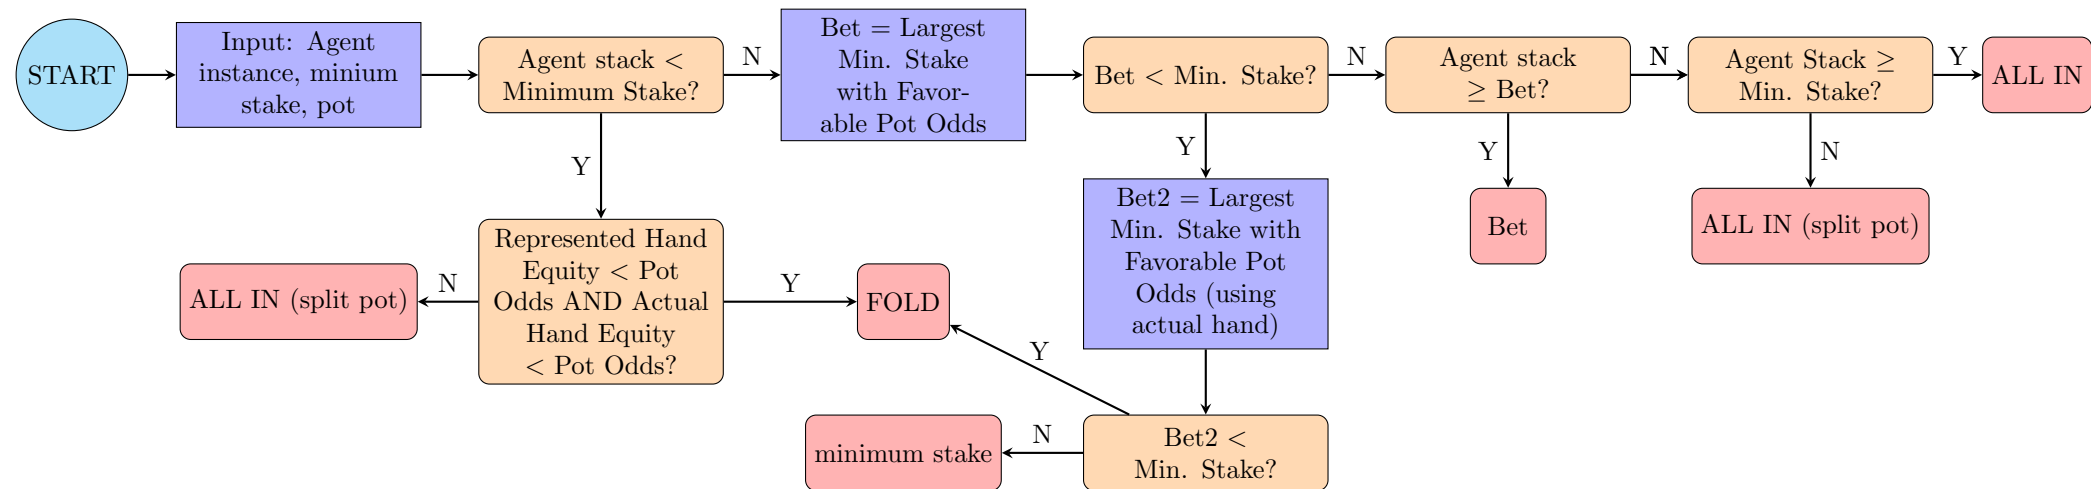 START
Input: Agent
instance, minium
stake, pot
Agent stack <
Minimum Stake?
N
Bet = Largest
Min. Stake
with Favor-
able Pot Odds
Bet < Min. Stake?
N
Agent stack
≥ Bet?
N
Agent Stack ≥
Min. Stake?
Y
ALL IN
Y
Y
Y
N
Bet2 = Largest
Min. Stake with
Favorable Pot
Odds (using
actual hand)
Bet
ALL IN (split pot)
ALL IN (split pot)
N
Represented Hand
Equity < Pot
Odds AND Actual
Hand Equity
< Pot Odds?
Y
FOLD
Y
minimum stake
N
Bet2 <
Min. Stake?